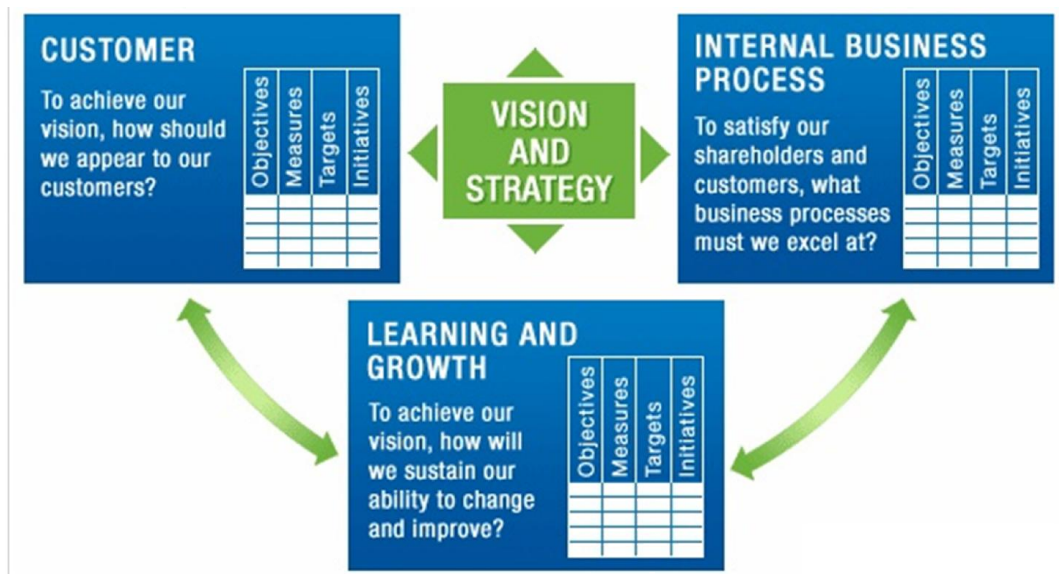 CUSTOMER
To achieve our
vision, how should
we appear to our
customers?
Objectives
Measures
Targets
Initiatives
VISION
AND
STRATEGY
INTERNAL BUSINESS
PROCESS
To satisfy our
shareholders and
customers, what
business processes
must we excel at?
Objectives
Measures
Targets
Initiatives
LEARNING AND
GROWTH
To achieve our
vision, how will
we sustain our
ability to change
and improve?
Objectives
Measures
Targets
Initiatives